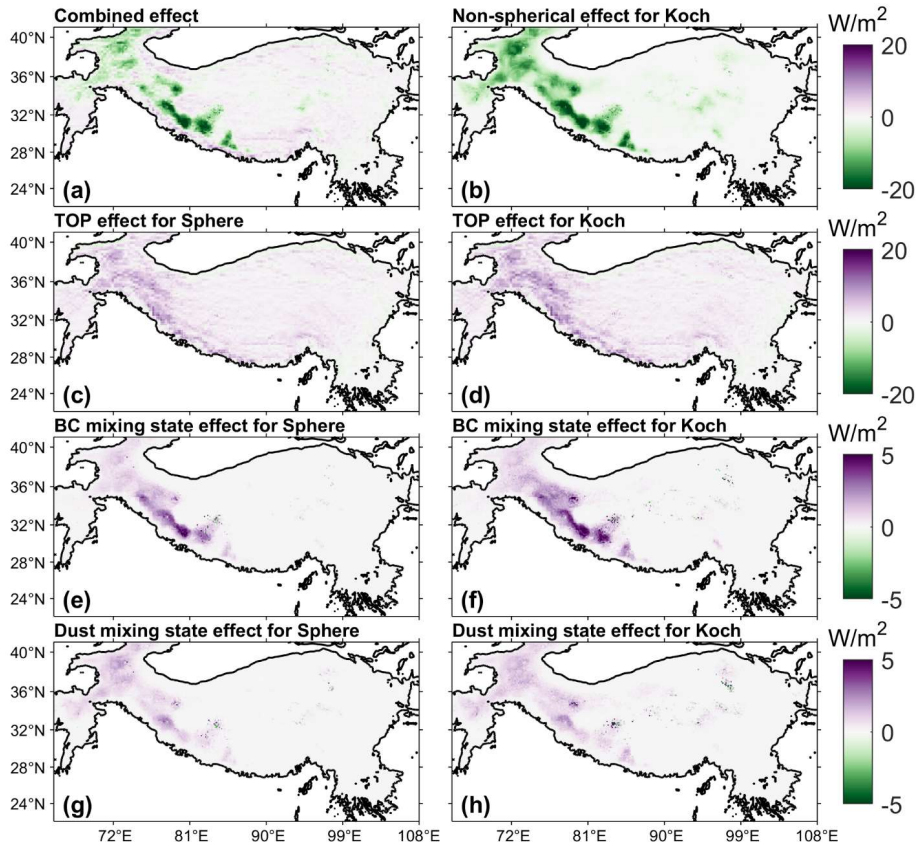 Combined effect
Non-spherical effect for Koch
W/m²
40°N
36°N
32°N
28°N
24°N
(a)
(b)
20
0
-20
TOP effect for Sphere
TOP effect for Koch
W/m²
40°N
36°N
32°N
28°N
24°N
(c)
(d)
20
0
-20
BC mixing state effect for Sphere
BC mixing state effect for Koch
W/m²
40°N
36°N
32°N
28°N
24°N
(e)
(f)
5
0
-5
Dust mixing state effect for Sphere
Dust mixing state effect for Koch
W/m²
40°N
36°N
32°N
28°N
24°N
(g)
(h)
5
0
-5
72°E 81°E 90°E 99°E 108°E
72°E 81°E 90°E 99°E 108°E